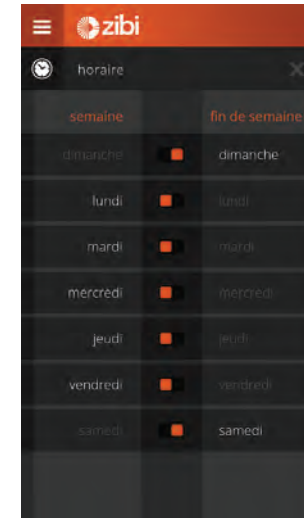 zibi
horaire
semaine fin de semaine
dimanche dimanche
lundi lundi
mardi mardi
mercredi mercredi
jeudi jeudi
vendredi vendredi
samedi samedi